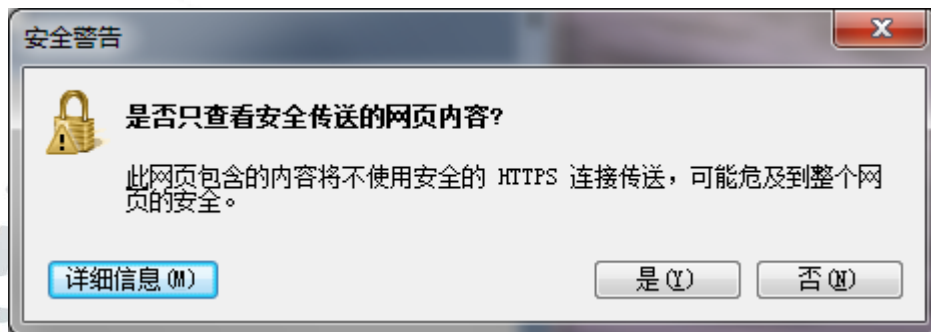 安全警告
是否只查看安全传送的网页内容?
此网页包含的内容将不使用安全的 HTTPS 连接传送，可能危及到整个网
页的安全。
详细信息(M) 是(Y) 否(N)